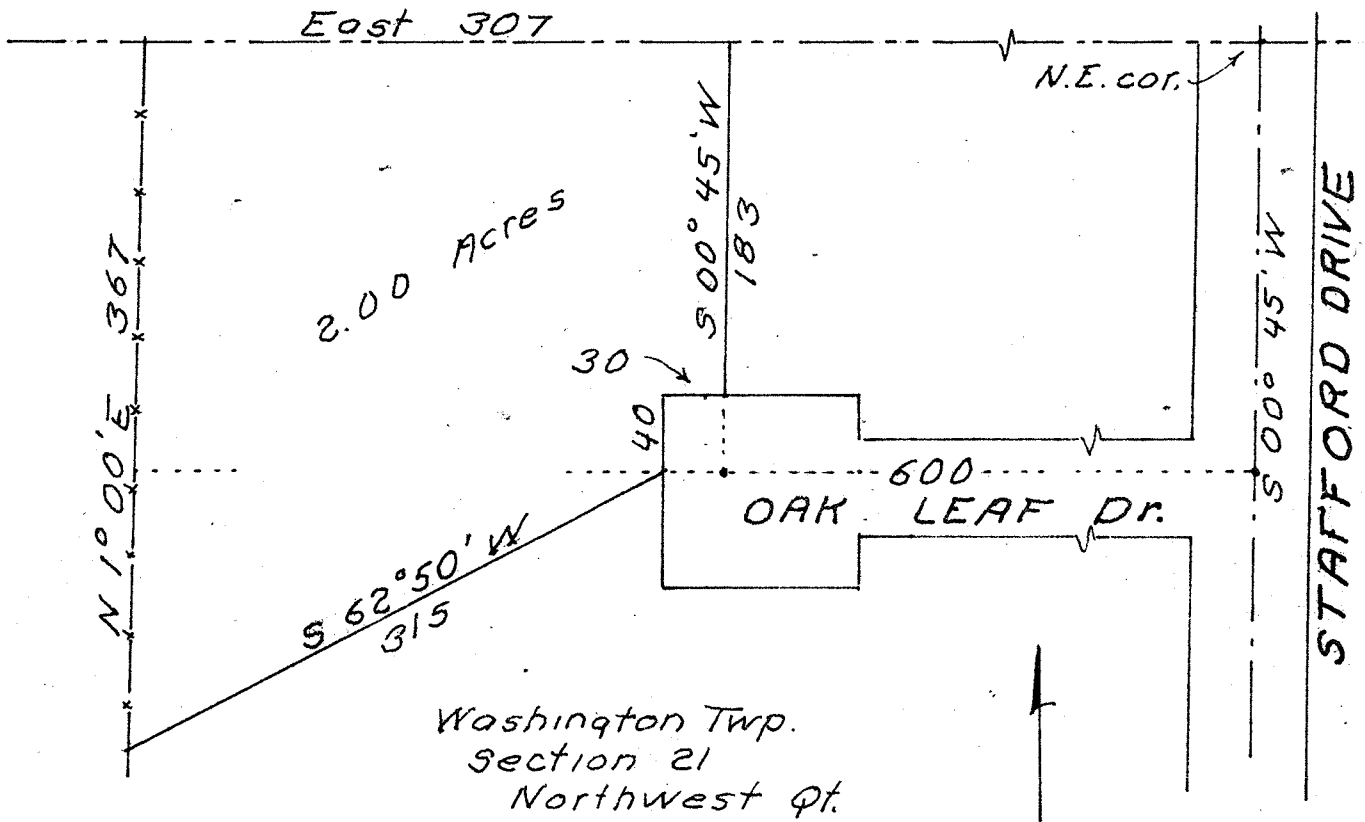 East 307
N.E. cor.
N 1° 00' E 367
2.00 Acres
S 00° 45' W
183
30
40
S 62° 50' W
315
600
OAK LEAF Dr.
S 00° 45' W
STAFFORD DRIVE
Washington Twp.
Section 21
Northwest Qt.